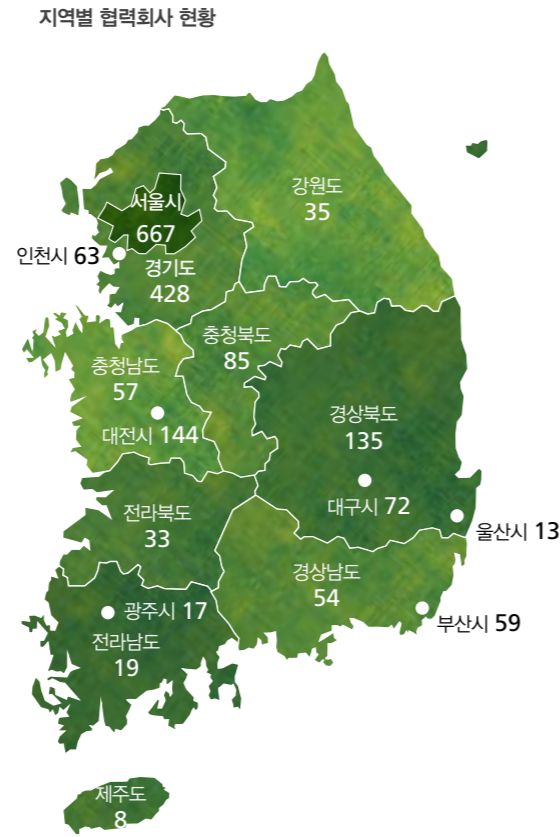 지역별 협력회사 현황
강원도
35
서울시
667
인천시 63
경기도
428
충청북도
85
충청남도
57
대전시 144
경상북도
135
대구시 72
울산시 13
전라북도
33
경상남도
54
부산시 59
광주시 17
전라남도
19
제주도
8